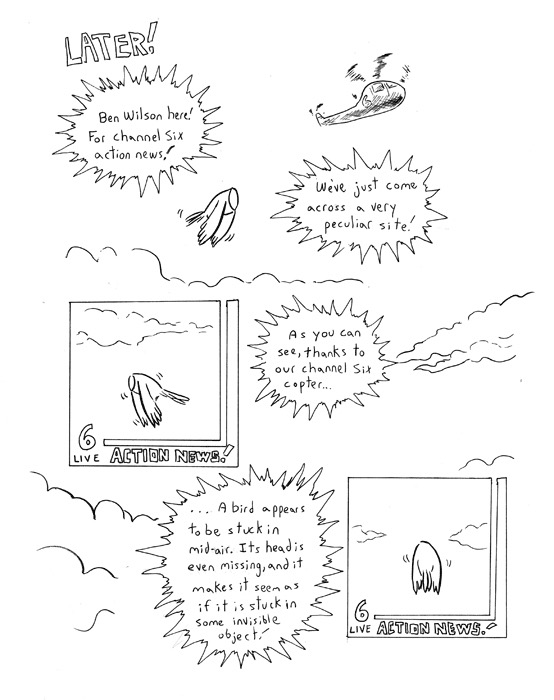 LATER!
Ben Wilson here!
For channel Six
action news!
We've just come
across a very
peculiar site!
As you can
see, thanks to
our channel Six
copter...
6
LIVE ACTION NEWS!
... A bird appears
to be stuck in
mid-air. Its head is
even missing, and it
makes it seem as
if it is stuck in
some invisible
object!
6
LIVE ACTION NEWS!